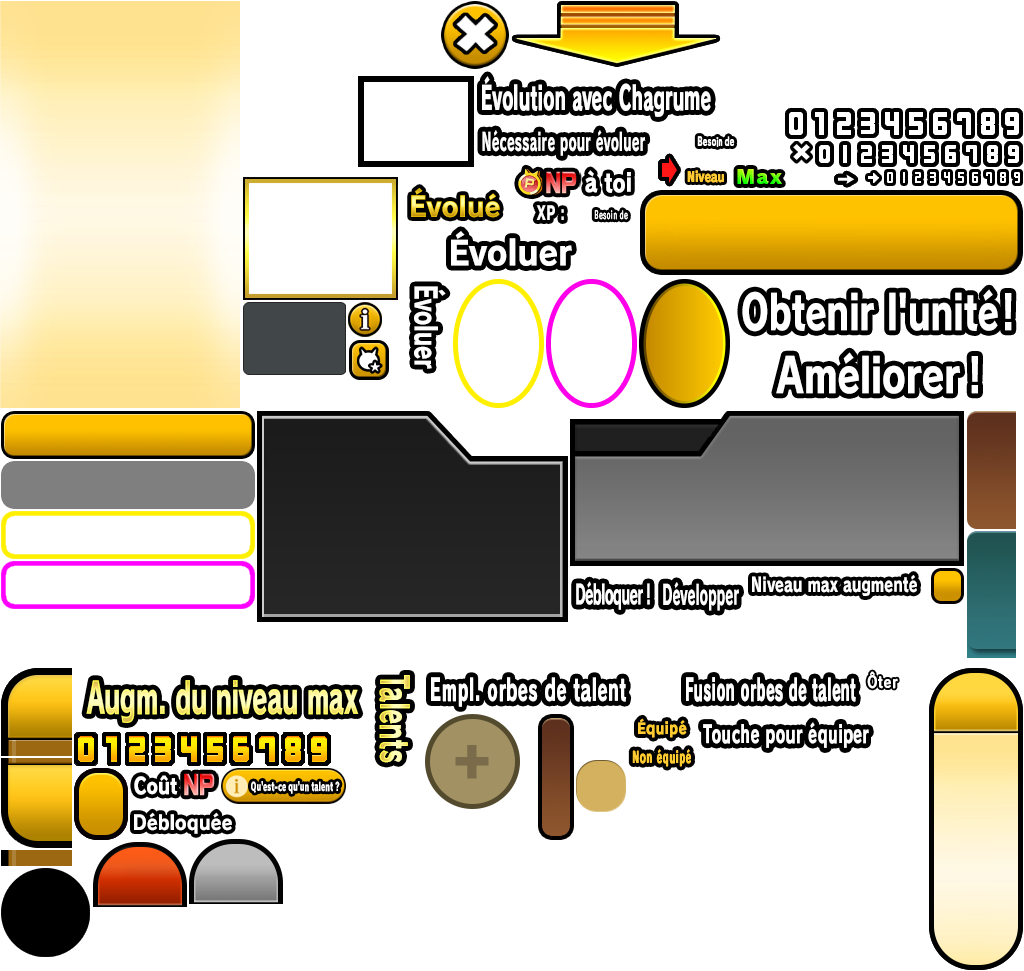 Évolution avec Chagrume
Nécessaire pour évoluer
Besoin de
0123456789
×0123456789
Niveau Max
→→0123456789
NP à toi
Évolué
XP :
Besoin de
Évoluer
Évoluer
i
Obtenir l'unité!
Améliorer !
Débloquer !
Développer
Niveau max augmenté
Augm. du niveau max
Talents
Empl. orbes de talent
Fusion orbes de talent
Ôter
Équipé
Touche pour équiper
Non équipé
0123456789
Coût NP
i Qu'est-ce qu'un talent ?
Débloquée